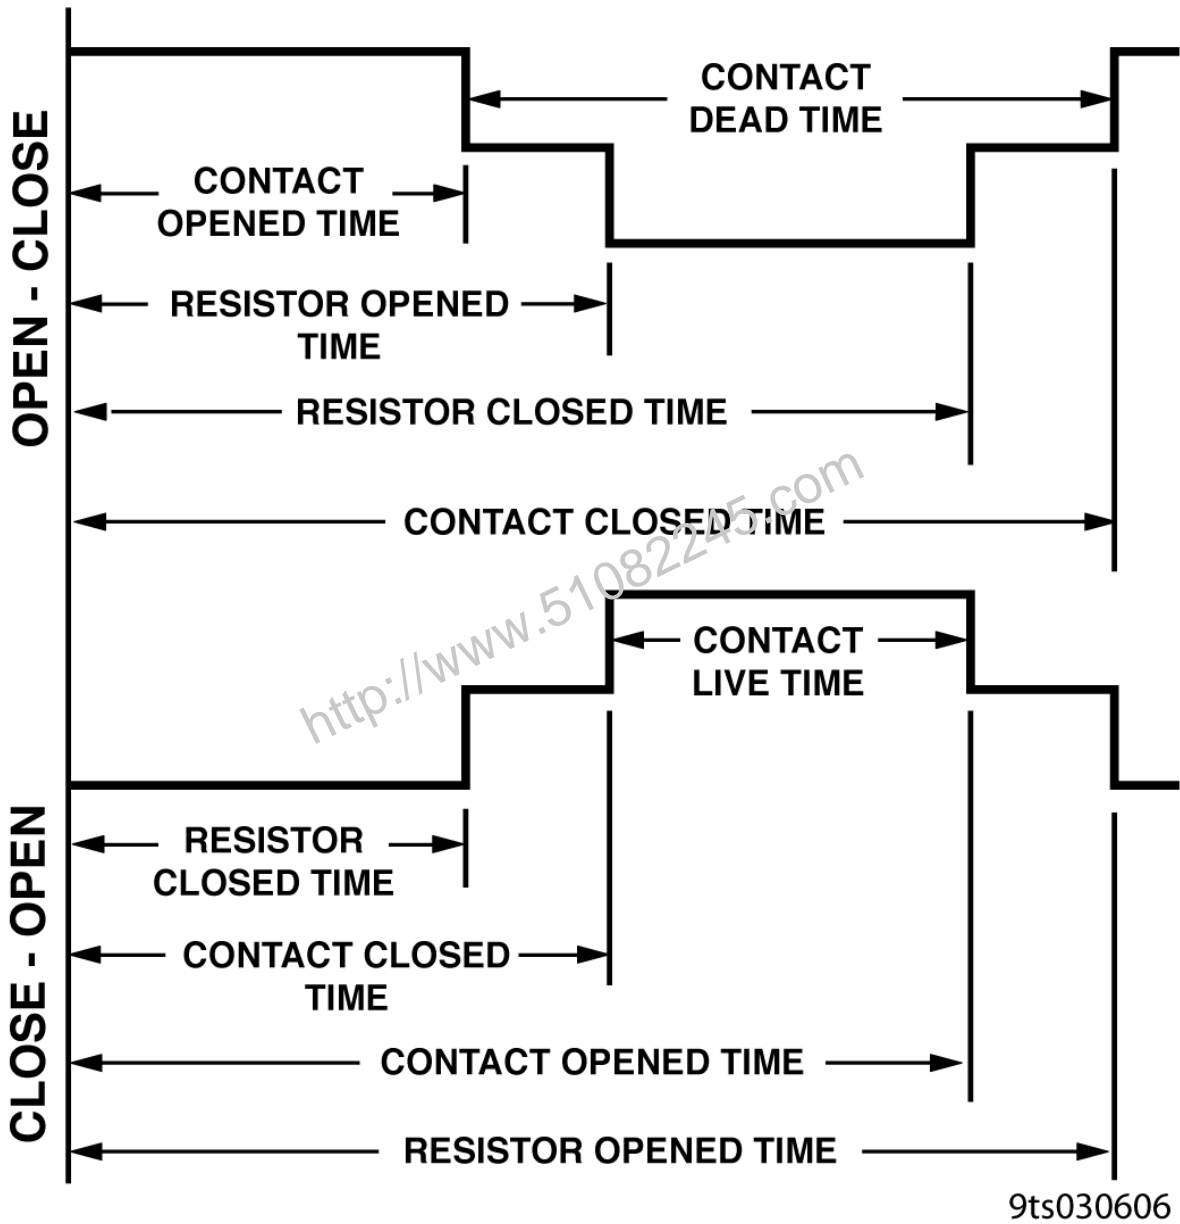 OPEN - CLOSE
CONTACT
DEAD TIME
CONTACT
OPENED TIME
RESISTOR OPENED
TIME
RESISTOR CLOSED TIME
CONTACT CLOSED TIME
http://www.51082245.com
CONTACT
LIVE TIME
CLOSE - OPEN
RESISTOR
CLOSED TIME
CONTACT CLOSED
TIME
CONTACT OPENED TIME
RESISTOR OPENED TIME
9ts030606